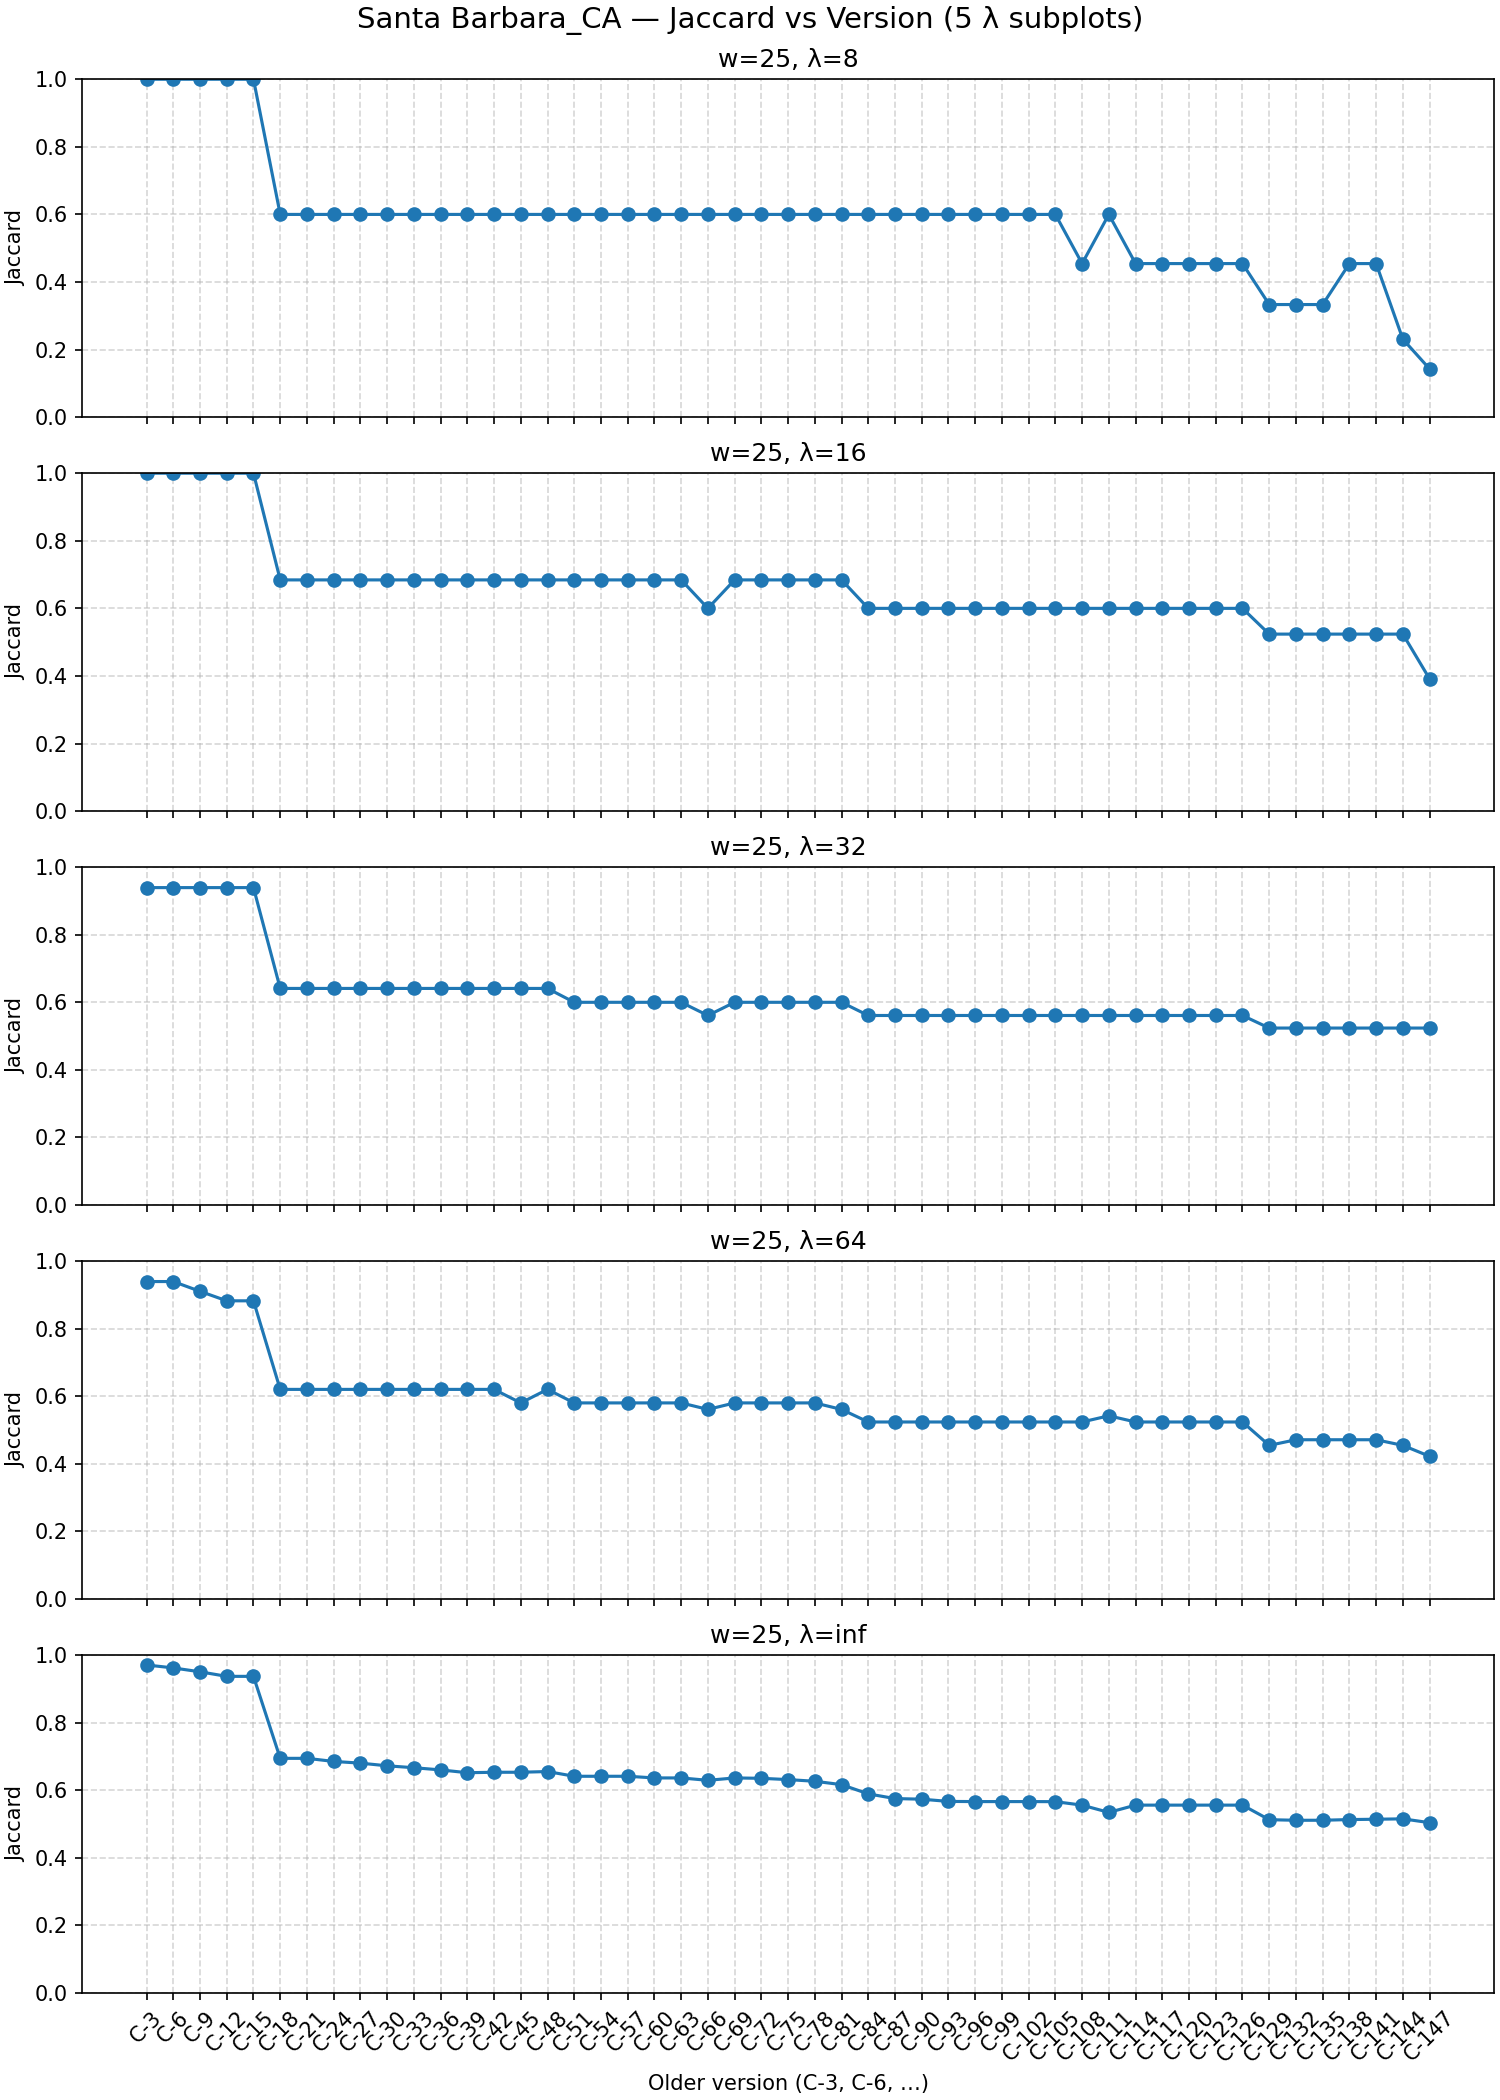 Santa Barbara_CA — Jaccard vs Version (5 λ subplots)
w=25, λ=8
1.0
0.8
0.6
0.4
0.2
0.0
Jaccard
w=25, λ=16
1.0
0.8
0.6
0.4
0.2
0.0
Jaccard
w=25, λ=32
1.0
0.8
0.6
0.4
0.2
0.0
Jaccard
w=25, λ=64
1.0
0.8
0.6
0.4
0.2
0.0
Jaccard
w=25, λ=inf
1.0
0.8
0.6
0.4
0.2
0.0
Jaccard
C-3 C-6 C-9 C-12 C-15 C-18 C-21 C-24 C-27 C-30 C-33 C-36 C-39 C-42 C-45 C-48 C-51 C-54 C-57 C-60 C-63 C-66 C-69 C-72 C-75 C-78 C-81 C-84 C-87 C-90 C-93 C-96 C-99 C-102 C-105 C-108 C-111 C-114 C-117 C-120 C-123 C-126 C-129 C-132 C-135 C-138 C-141 C-144 C-147
Older version (C-3, C-6, ...)